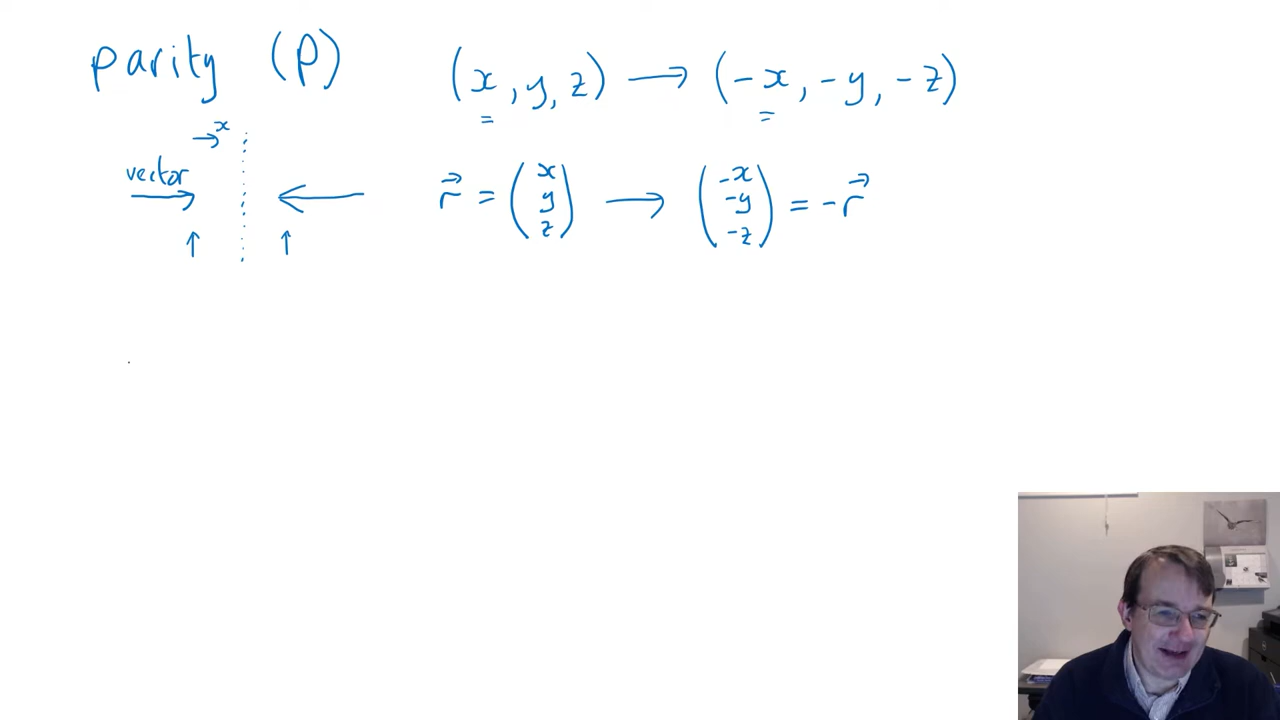 parity (P)
(x, y, z) ⟶ (-x, -y, -z)
→x
vector
r⃗ = (x y z) ⟶ (-x -y -z) = -r⃗